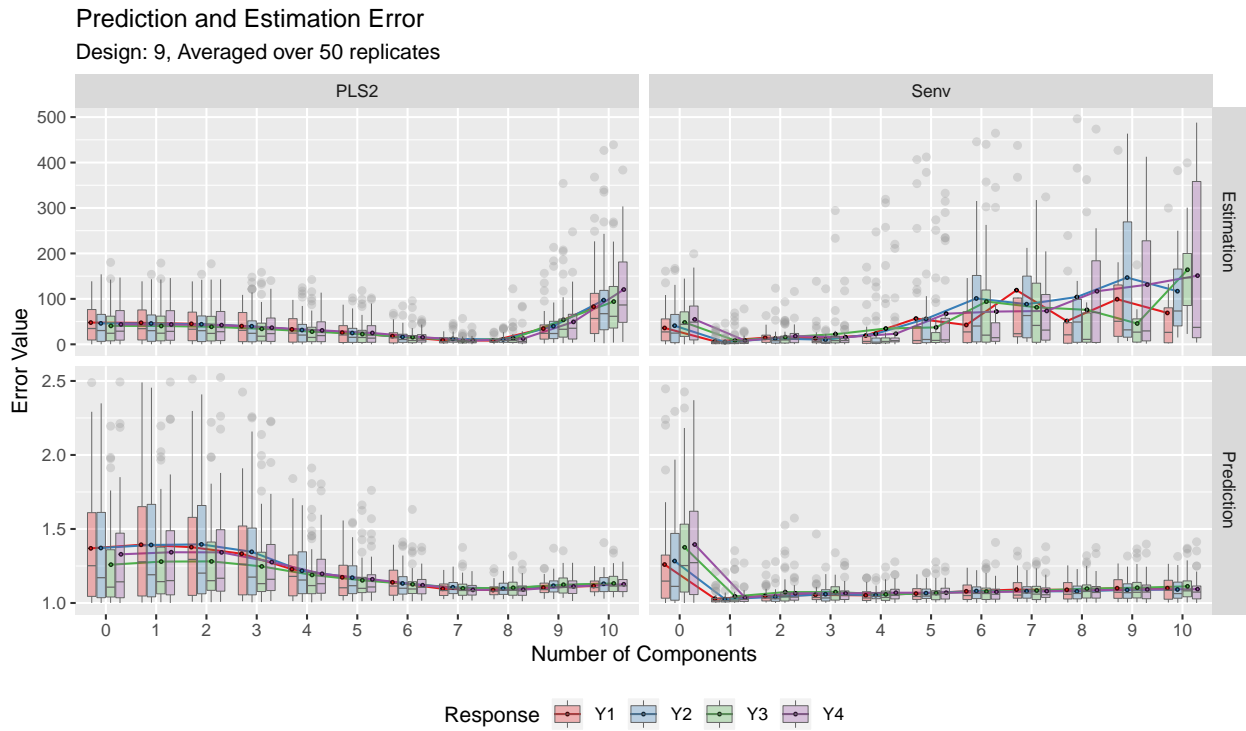 Prediction and Estimation Error
Design: 9, Averaged over 50 replicates
PLS2 Senv
500
400
300
200
100
0
Estimation
Error Value
2.5
2.0
1.5
1.0
Prediction
0 1 2 3 4 5 6 7 8 9 10 0 1 2 3 4 5 6 7 8 9 10
Number of Components
Response Y1 Y2 Y3 Y4